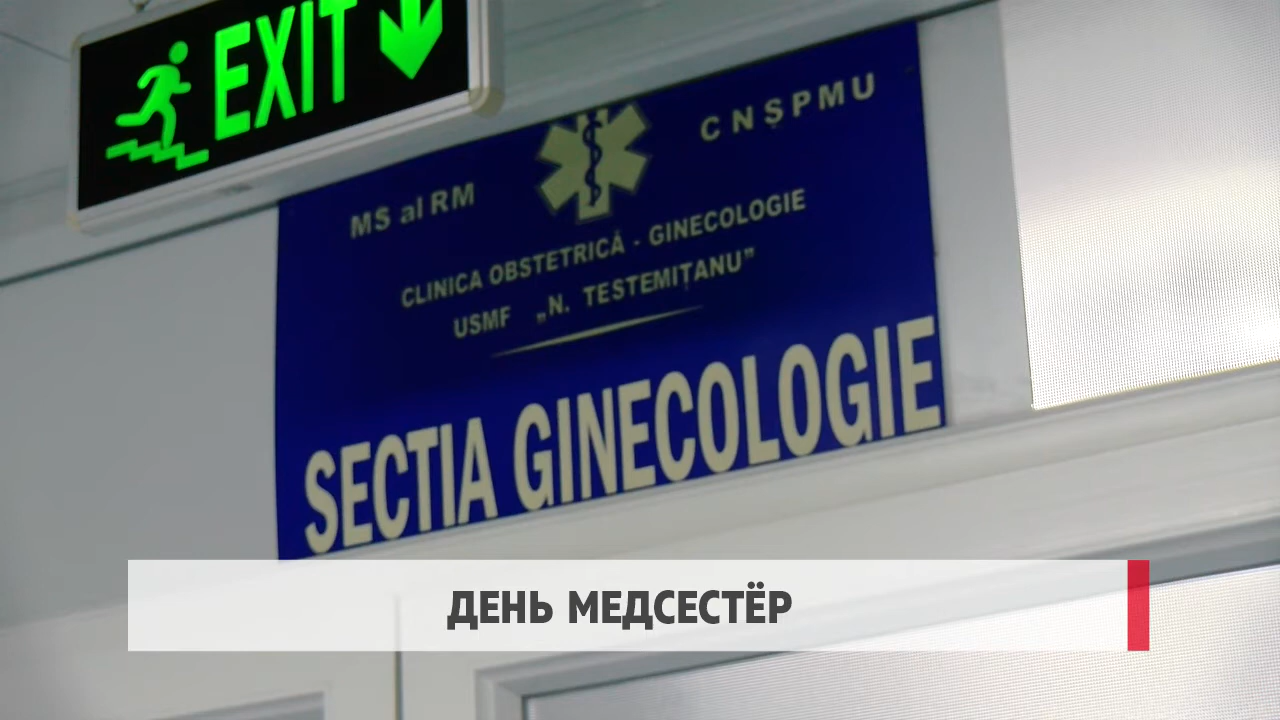 EXIT
CNȘPMU
MS al RM
CLINICA OBSTETRICĂ - GINECOLOGIE
USMF „N. TESTEMIȚANU”
SECTIA GINECOLOGIE
ДЕНЬ МЕДСЕСТЁР